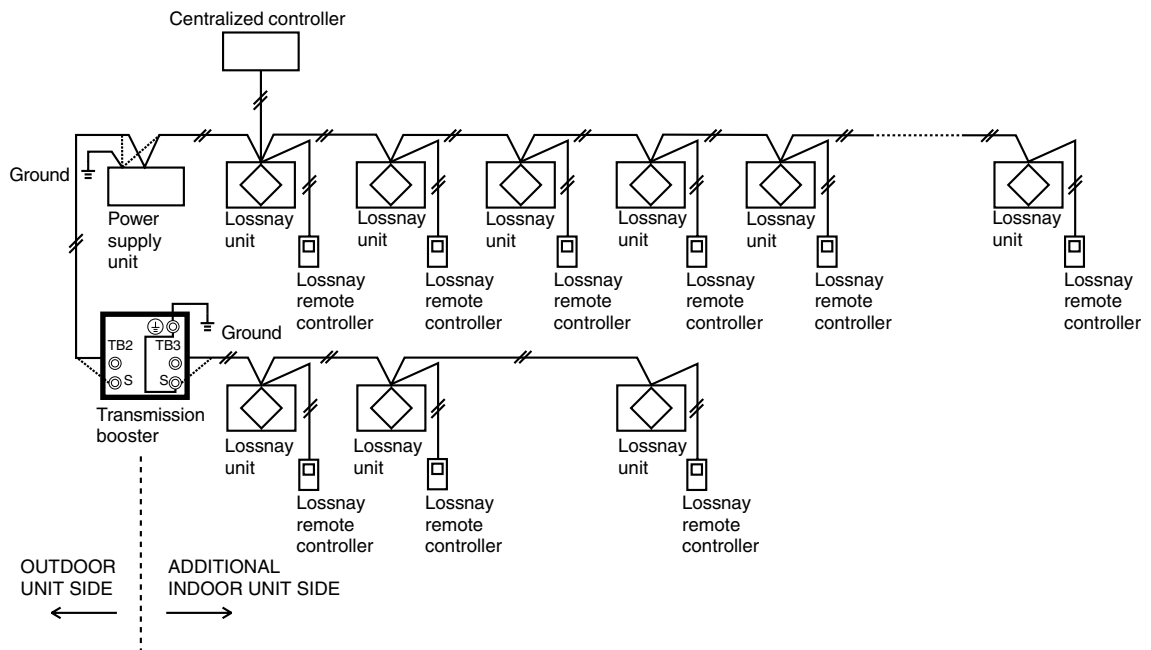 Centralized controller
Ground
Power
supply
unit
Lossnay
unit
Lossnay
unit
Lossnay
unit
Lossnay
unit
Lossnay
unit
Lossnay
unit
Lossnay
remote
controller
Lossnay
remote
controller
Lossnay
remote
controller
Lossnay
remote
controller
Lossnay
remote
controller
Lossnay
remote
controller
Ground
TB2
TB3
S
S
Transmission
booster
Lossnay
unit
Lossnay
unit
Lossnay
unit
Lossnay
remote
controller
Lossnay
remote
controller
Lossnay
remote
controller
OUTDOOR
UNIT SIDE
ADDITIONAL
INDOOR UNIT SIDE